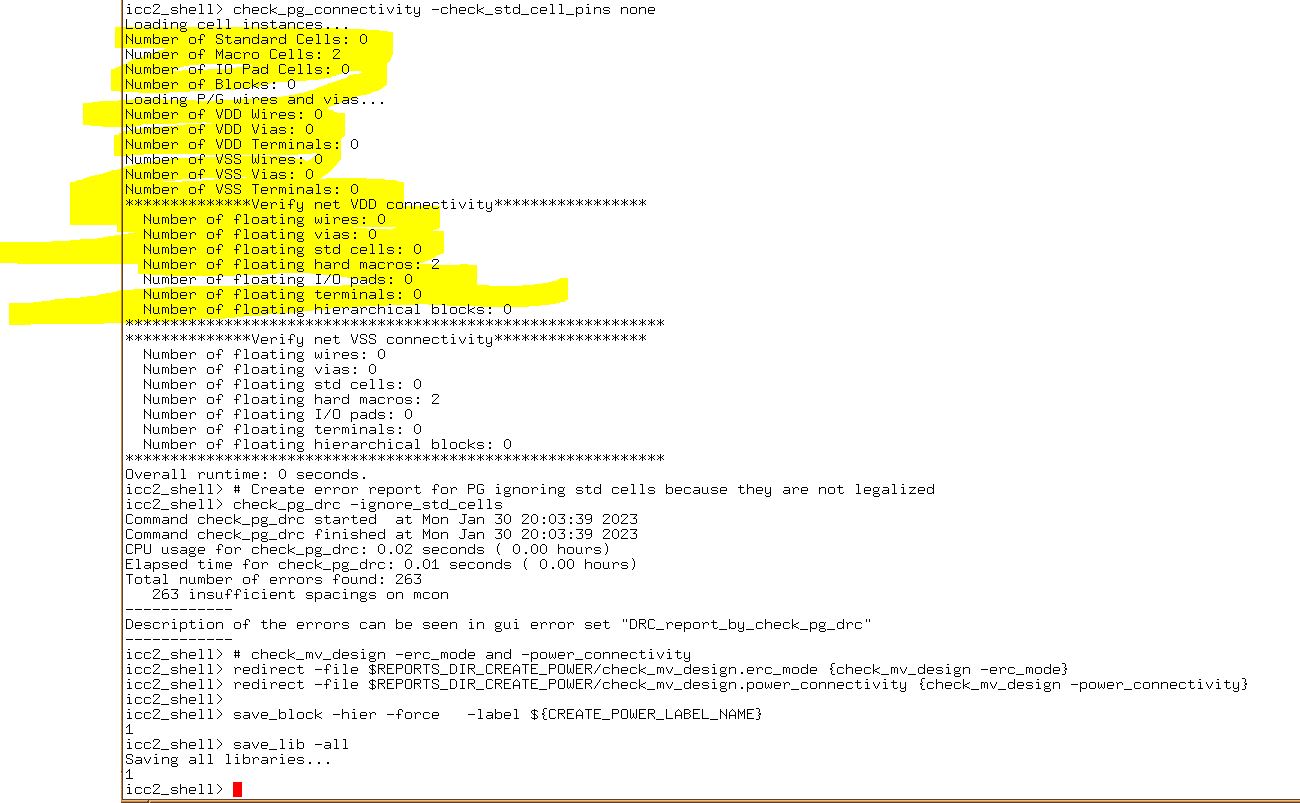 icc2_shell> check_pg_connectivity -check_std_cell_pins none
Loading cell instances...
Number of Standard Cells: 0
Number of Macro Cells: 2
Number of IO Pad Cells: 0
Number of Blocks: 0
Loading P/G wires and vias...
Number of VDD Wires: 0
Number of VDD Vias: 0
Number of VDD Terminals: 0
Number of VSS Wires: 0
Number of VSS Vias: 0
Number of VSS Terminals: 0
**************Verify net VDD connectivity*****************
  Number of floating wires: 0
  Number of floating vias: 0
  Number of floating std cells: 0
  Number of floating hard macros: 2
  Number of floating I/O pads: 0
  Number of floating terminals: 0
  Number of floating hierarchical blocks: 0
************************************************************
**************Verify net VSS connectivity*****************
  Number of floating wires: 0
  Number of floating vias: 0
  Number of floating std cells: 0
  Number of floating hard macros: 2
  Number of floating I/O pads: 0
  Number of floating terminals: 0
  Number of floating hierarchical blocks: 0
************************************************************
Overall runtime: 0 seconds.
icc2_shell> # Create error report for PG ignoring std cells because they are not legalized
icc2_shell> check_pg_drc -ignore_std_cells
Command check_pg_drc started  at Mon Jan 30 20:03:39 2023
Command check_pg_drc finished at Mon Jan 30 20:03:39 2023
CPU usage for check_pg_drc: 0.02 seconds ( 0.00 hours)
Elapsed time for check_pg_drc: 0.01 seconds ( 0.00 hours)
Total number of errors found: 263
   263 insufficient spacings on mcon
------------
Description of the errors can be seen in gui error set "DRC_report_by_check_pg_drc"
------------
icc2_shell> # check_mv_design -erc_mode and -power_connectivity
icc2_shell> redirect -file $REPORTS_DIR_CREATE_POWER/check_mv_design.erc_mode {check_mv_design -erc_mode}
icc2_shell> redirect -file $REPORTS_DIR_CREATE_POWER/check_mv_design.power_connectivity {check_mv_design -power_connectivity}
icc2_shell>
icc2_shell> save_block -hier -force   -label ${CREATE_POWER_LABEL_NAME}
1
icc2_shell> save_lib -all
Saving all libraries...
1
icc2_shell>